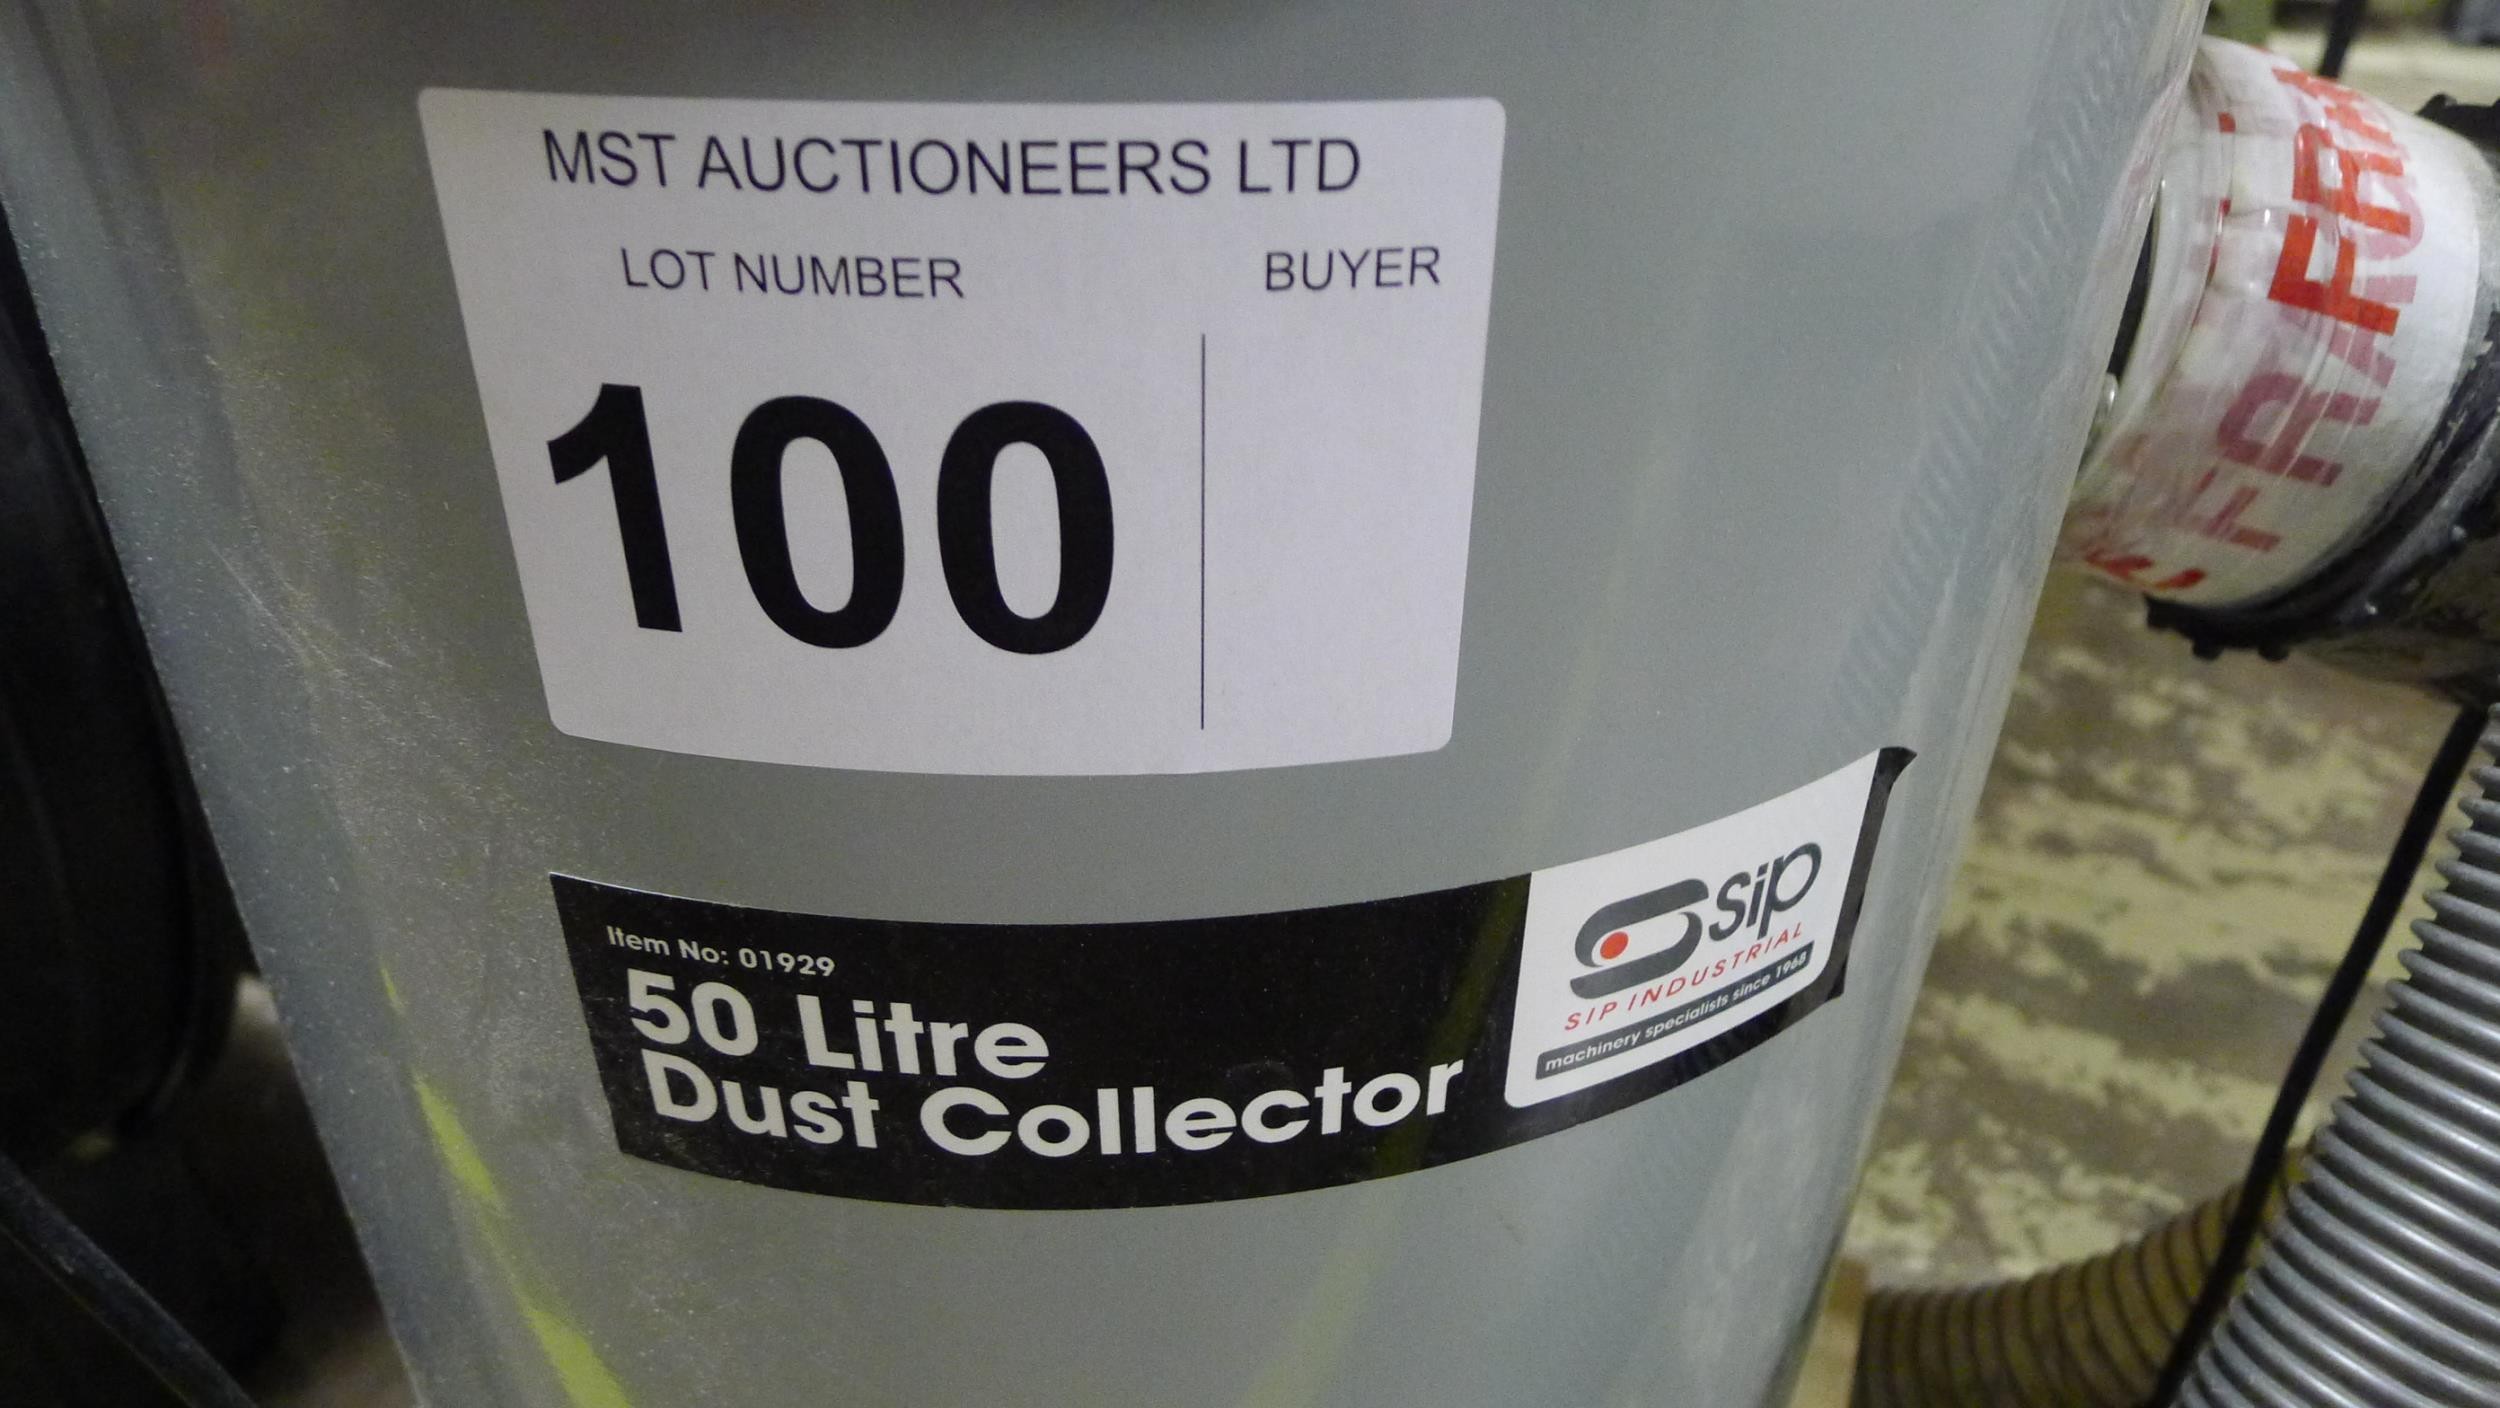 MST AUCTIONEERS LTD
LOT NUMBER
BUYER
100
Item No: 01929
50 Litre
Dust Collector
sip
SIP INDUSTRIAL
machinery specialists since 1968